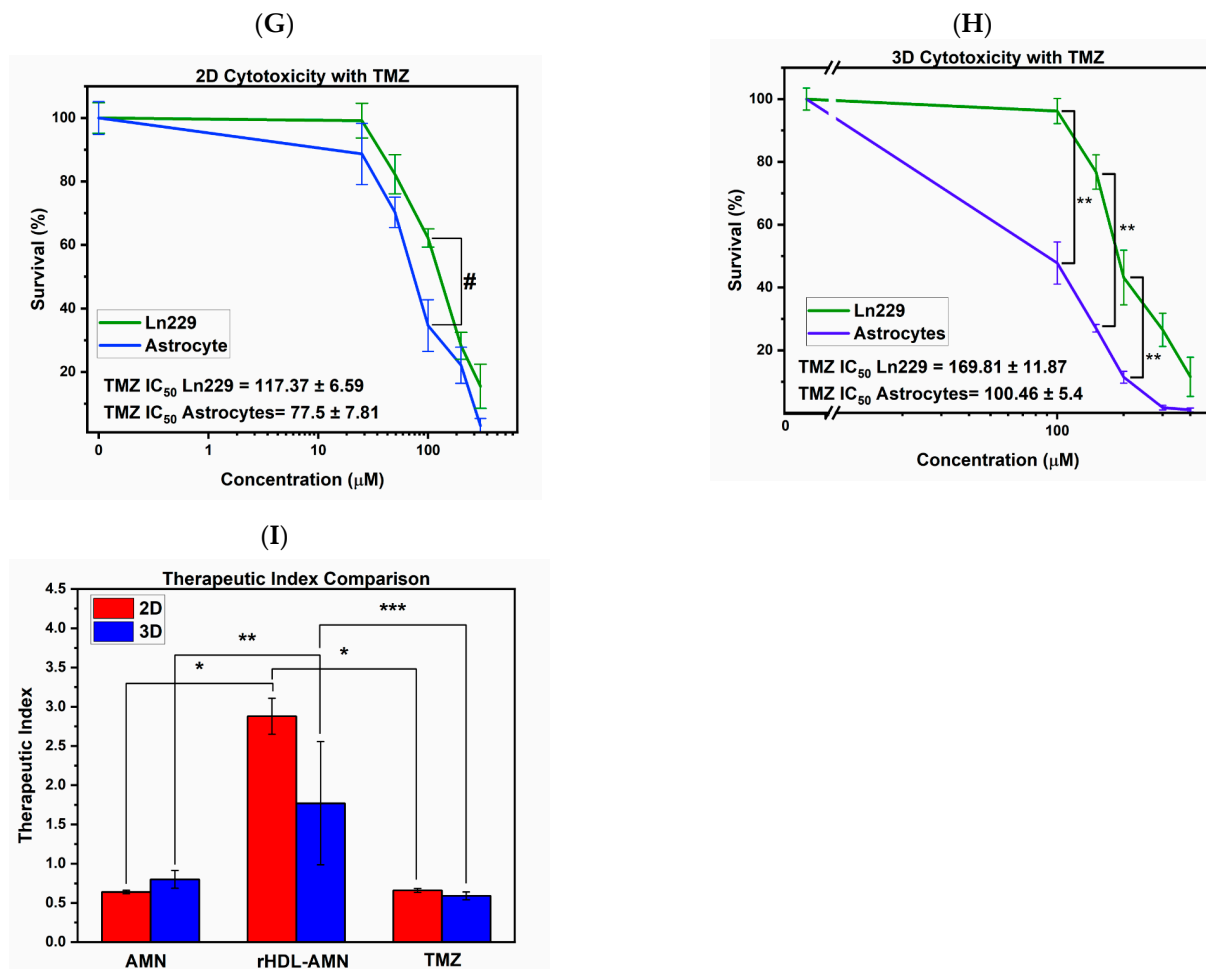 (G)
2D Cytotoxicity with TMZ
Survival (%)
100
80
60
40
20
#
Ln229
Astrocyte
TMZ IC50 Ln229 = 117.37 ± 6.59
TMZ IC50 Astrocytes= 77.5 ± 7.81
0
1
10
100
Concentration (μM)
(H)
3D Cytotoxicity with TMZ
Survival (%)
100
80
60
40
20
**
**
**
Ln229
Astrocytes
TMZ IC50 Ln229 = 169.81 ± 11.87
TMZ IC50 Astrocytes= 100.46 ± 5.4
0
100
Concentration (μM)
(I)
Therapeutic Index Comparison
Therapeutic Index
4.5
4.0
3.5
3.0
2.5
2.0
1.5
1.0
0.5
0.0
2D
3D
***
**
*
*
AMN
rHDL-AMN
TMZ